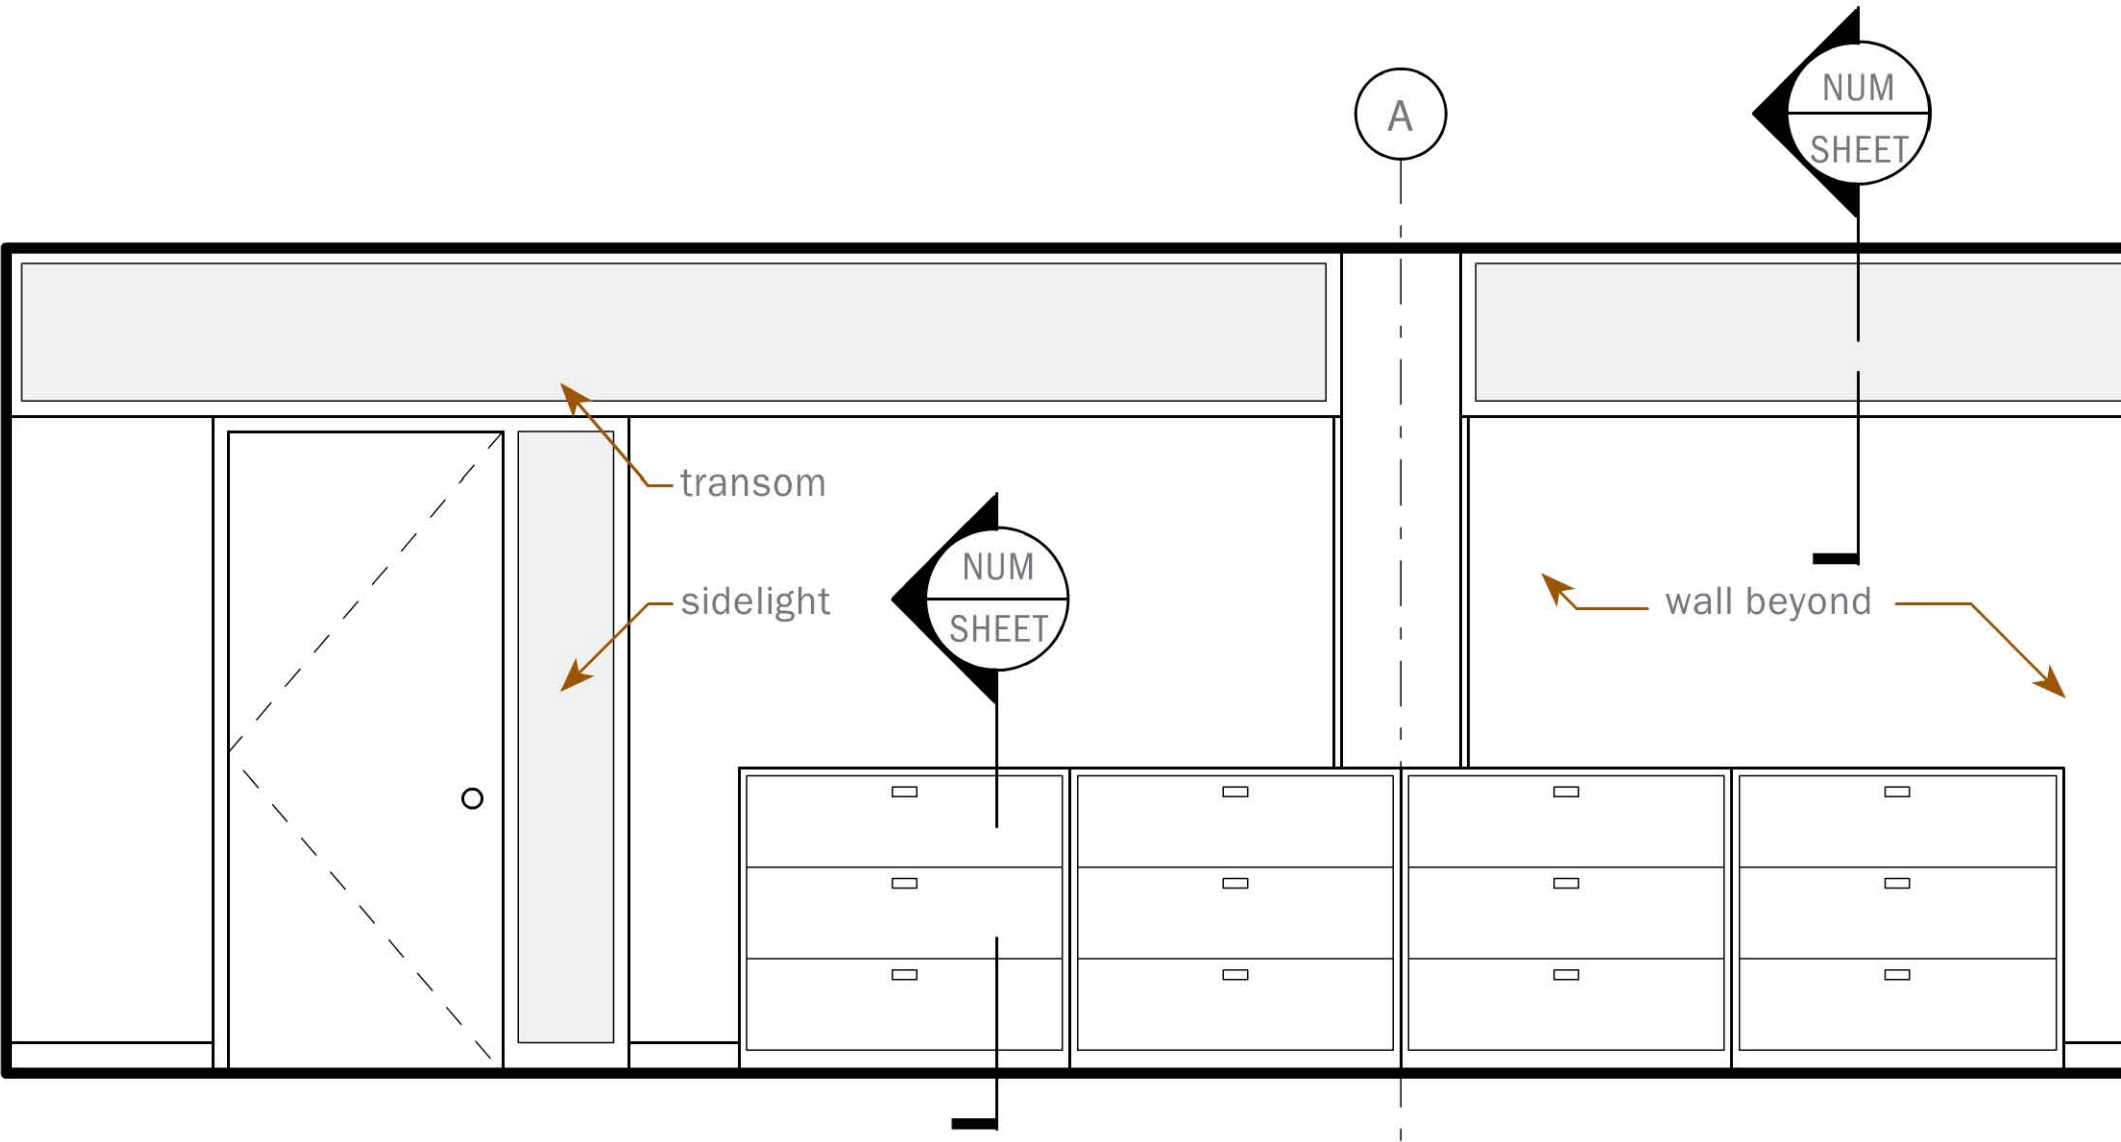 NUM
SHEET
A
transom
NUM
SHEET
sidelight
wall beyond